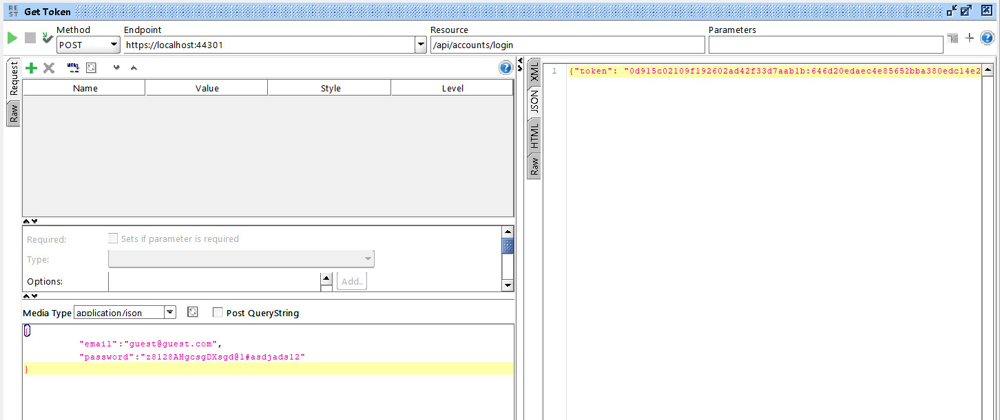 RE
ST
Get Token
Method
Endpoint
Resource
Parameters
POST
https://localhost:44301
/api/accounts/login
Request
Raw
Name
Value
Style
Level
Required:
Sets if parameter is required
Type:
Options:
Add..
Media Type
application/json
Post QueryString
{
"email":"guest@guest.com",
"password":"z8128AHgcsgDXsgd@1#asdjads12"
}
XML
JSON
HTML
Raw
1
{"token": "0d915c02109f192602ad42f33d7aab1b:646d20edaec4e85652bba380edc14e2